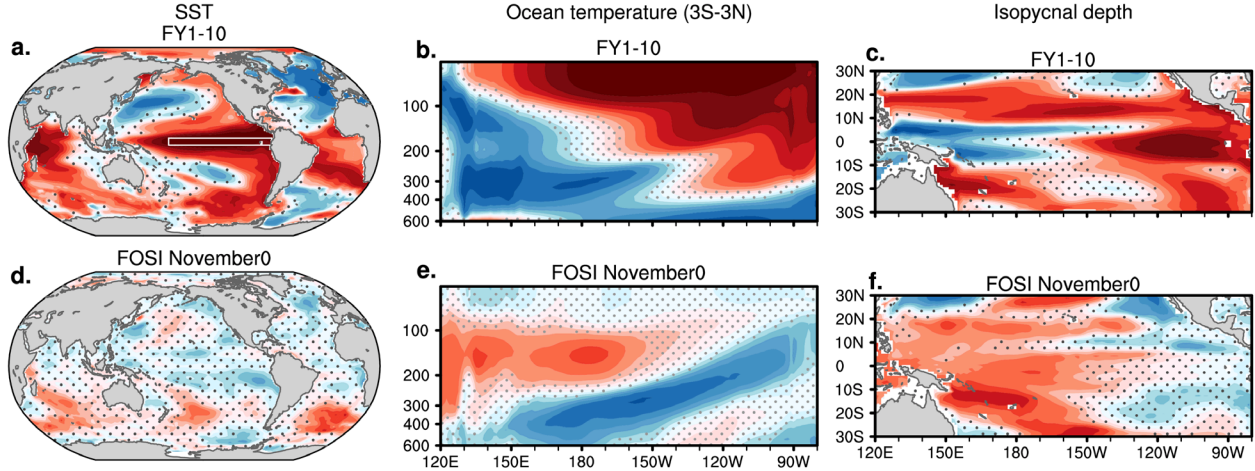 SST
Ocean temperature (3S-3N)
Isopycnal depth
a.
FY1-10
b.
FY1-10
c.
FY1-10
100
200
300
400
600
30N
20N
10N
0
10S
20S
30S
d.
FOSI November0
e.
FOSI November0
f.
FOSI November0
100
200
300
400
600
120E 150E 180 150W 120W 90W
30N
20N
10N
0
10S
20S
30S
120E 150E 180 150W 120W 90W